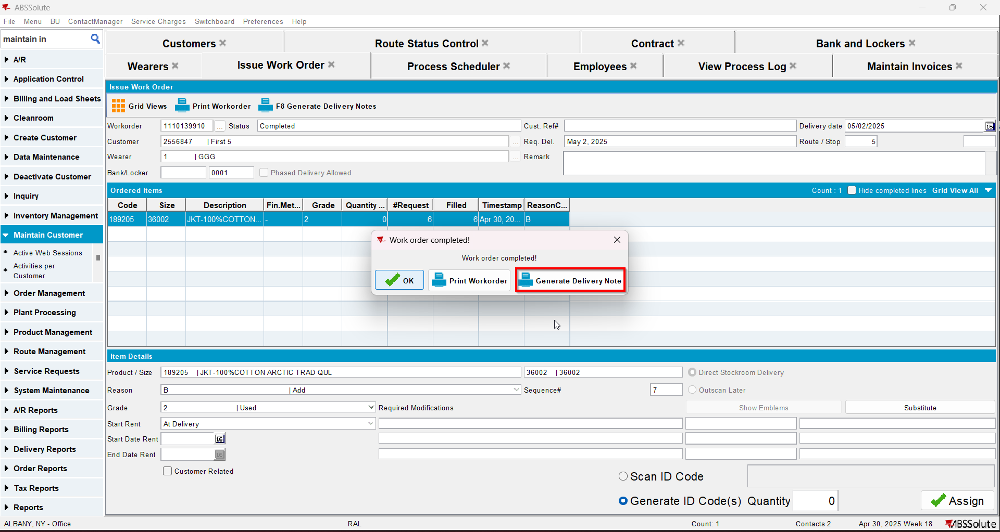 ABSSolute
File Menu BU ContactManager Service Charges Switchboard Preferences Help
maintain in
Customers Route Status Control Contract Bank and Lockers
Wearers Issue Work Order Process Scheduler Employees View Process Log Maintain Invoices
A/R
Application Control
Billing and Load Sheets
Cleanroom
Create Customer
Data Maintenance
Deactivate Customer
Inquiry
Inventory Management
Maintain Customer
Active Web Sessions
Activities per
Customer
Order Management
Plant Processing
Product Management
Route Management
Service Requests
System Maintenance
A/R Reports
Billing Reports
Delivery Reports
Order Reports
Tax Reports
Reports
Issue Work Order
Grid Views Print Workorder F8 Generate Delivery Notes
Workorder 1110139910 ... Status Completed Cust. Ref# Delivery date 05/02/2025 16
Customer 2556847 | First 5 ... Req. Del. May 2, 2025 Route / Stop 5
Wearer 1 | GGG ... Remark
Bank/Locker 0001 Phased Delivery Allowed
Ordered Items Count : 1 Hide completed lines Grid View All
Code Size Description Fin.Met... Grade Quantity ... #Request Filled Timestamp ReasonC...
189205 36002 JKT-100%COTTON... - 2 0 6 6 Apr 30, 20... B
Work order completed!
Work order completed!
OK Print Workorder Generate Delivery Note
Item Details
Product / Size 189205 | JKT-100%COTTON ARCTIC TRAD QUL 36002 | 36002 Direct Stockroom Delivery
Reason B | Add Sequence# 7 Outscan Later
Grade 2 | Used Required Modifications Show Emblems Substitute
Start Rent At Delivery
Start Date Rent 16
End Date Rent 16
Customer Related
Scan ID Code
Generate ID Code(s) Quantity 0 Assign
ALBANY, NY - Office RAL Count: 1 Contacts 2 Apr 30, 2025 Week 18 ABSSolute